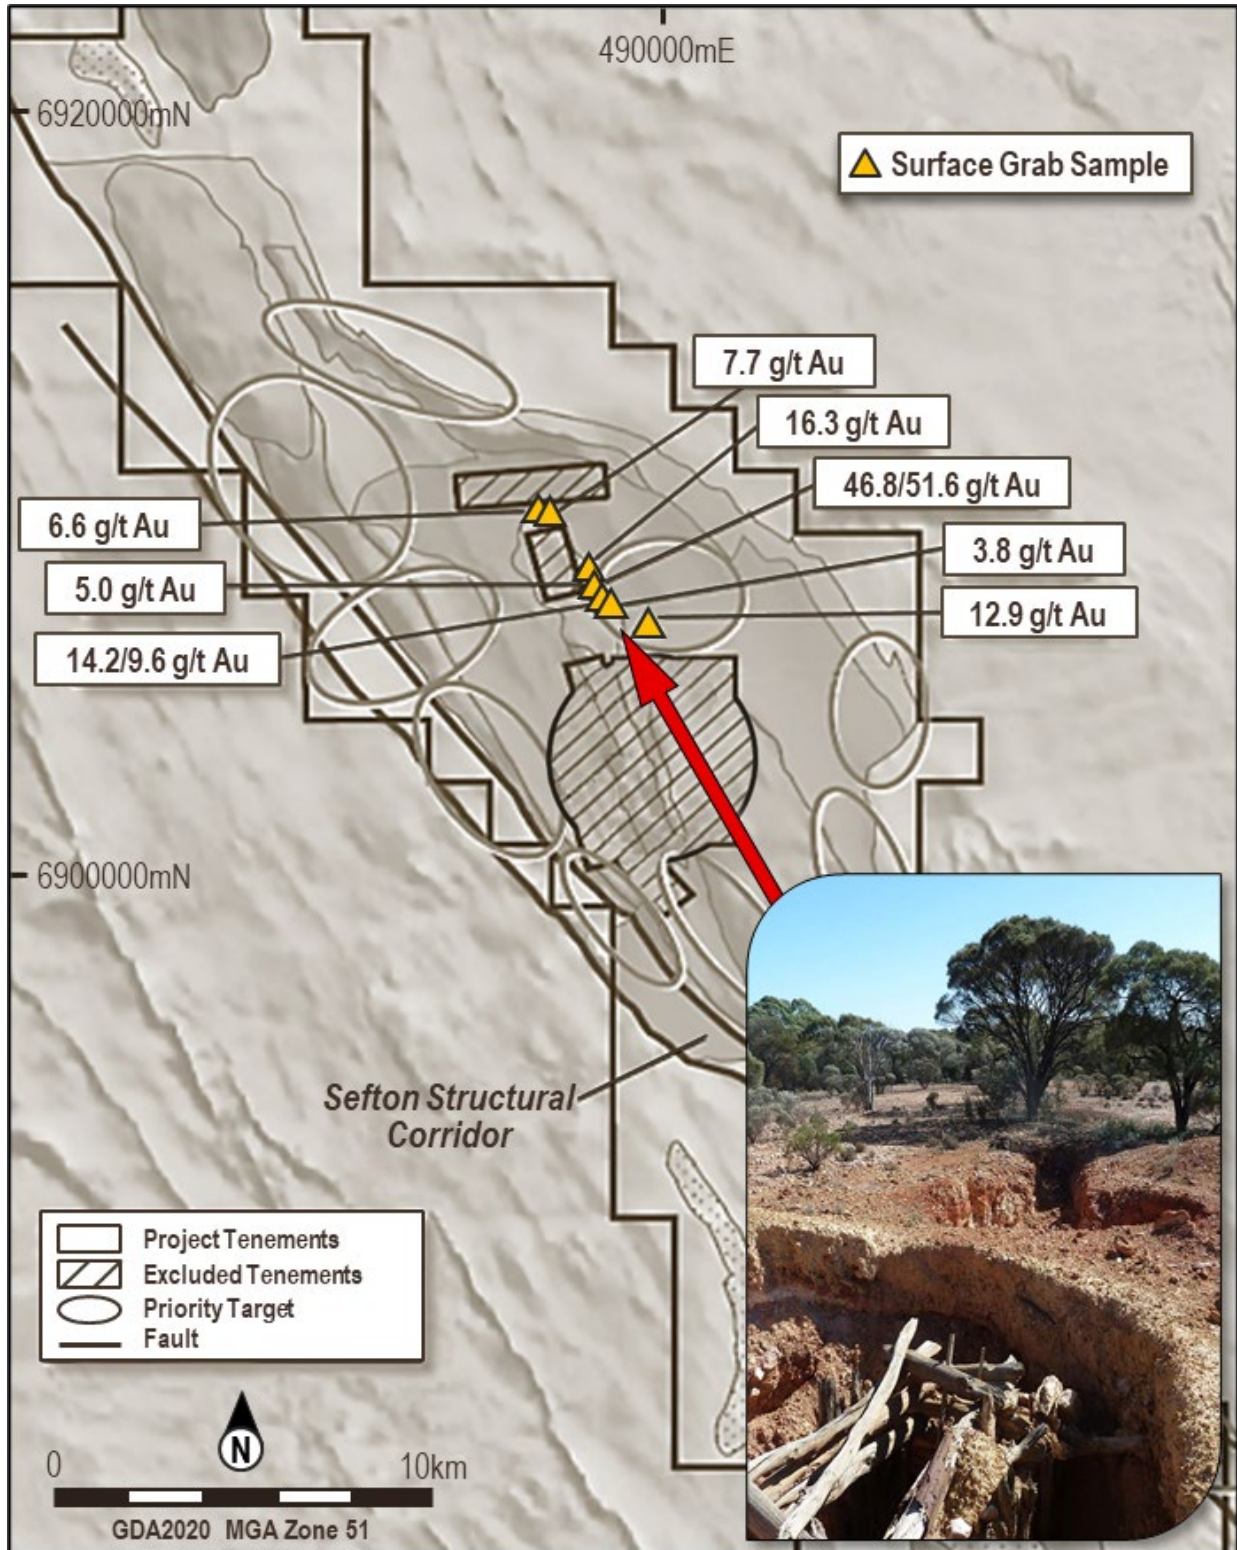 490000mE
6920000mN
Surface Grab Sample
7.7 g/t Au
16.3 g/t Au
46.8/51.6 g/t Au
6.6 g/t Au
3.8 g/t Au
5.0 g/t Au
12.9 g/t Au
14.2/9.6 g/t Au
6900000mN
Sefton Structural
Corridor
Project Tenements
Excluded Tenements
Priority Target
Fault
N
0 10km
GDA2020 MGA Zone 51